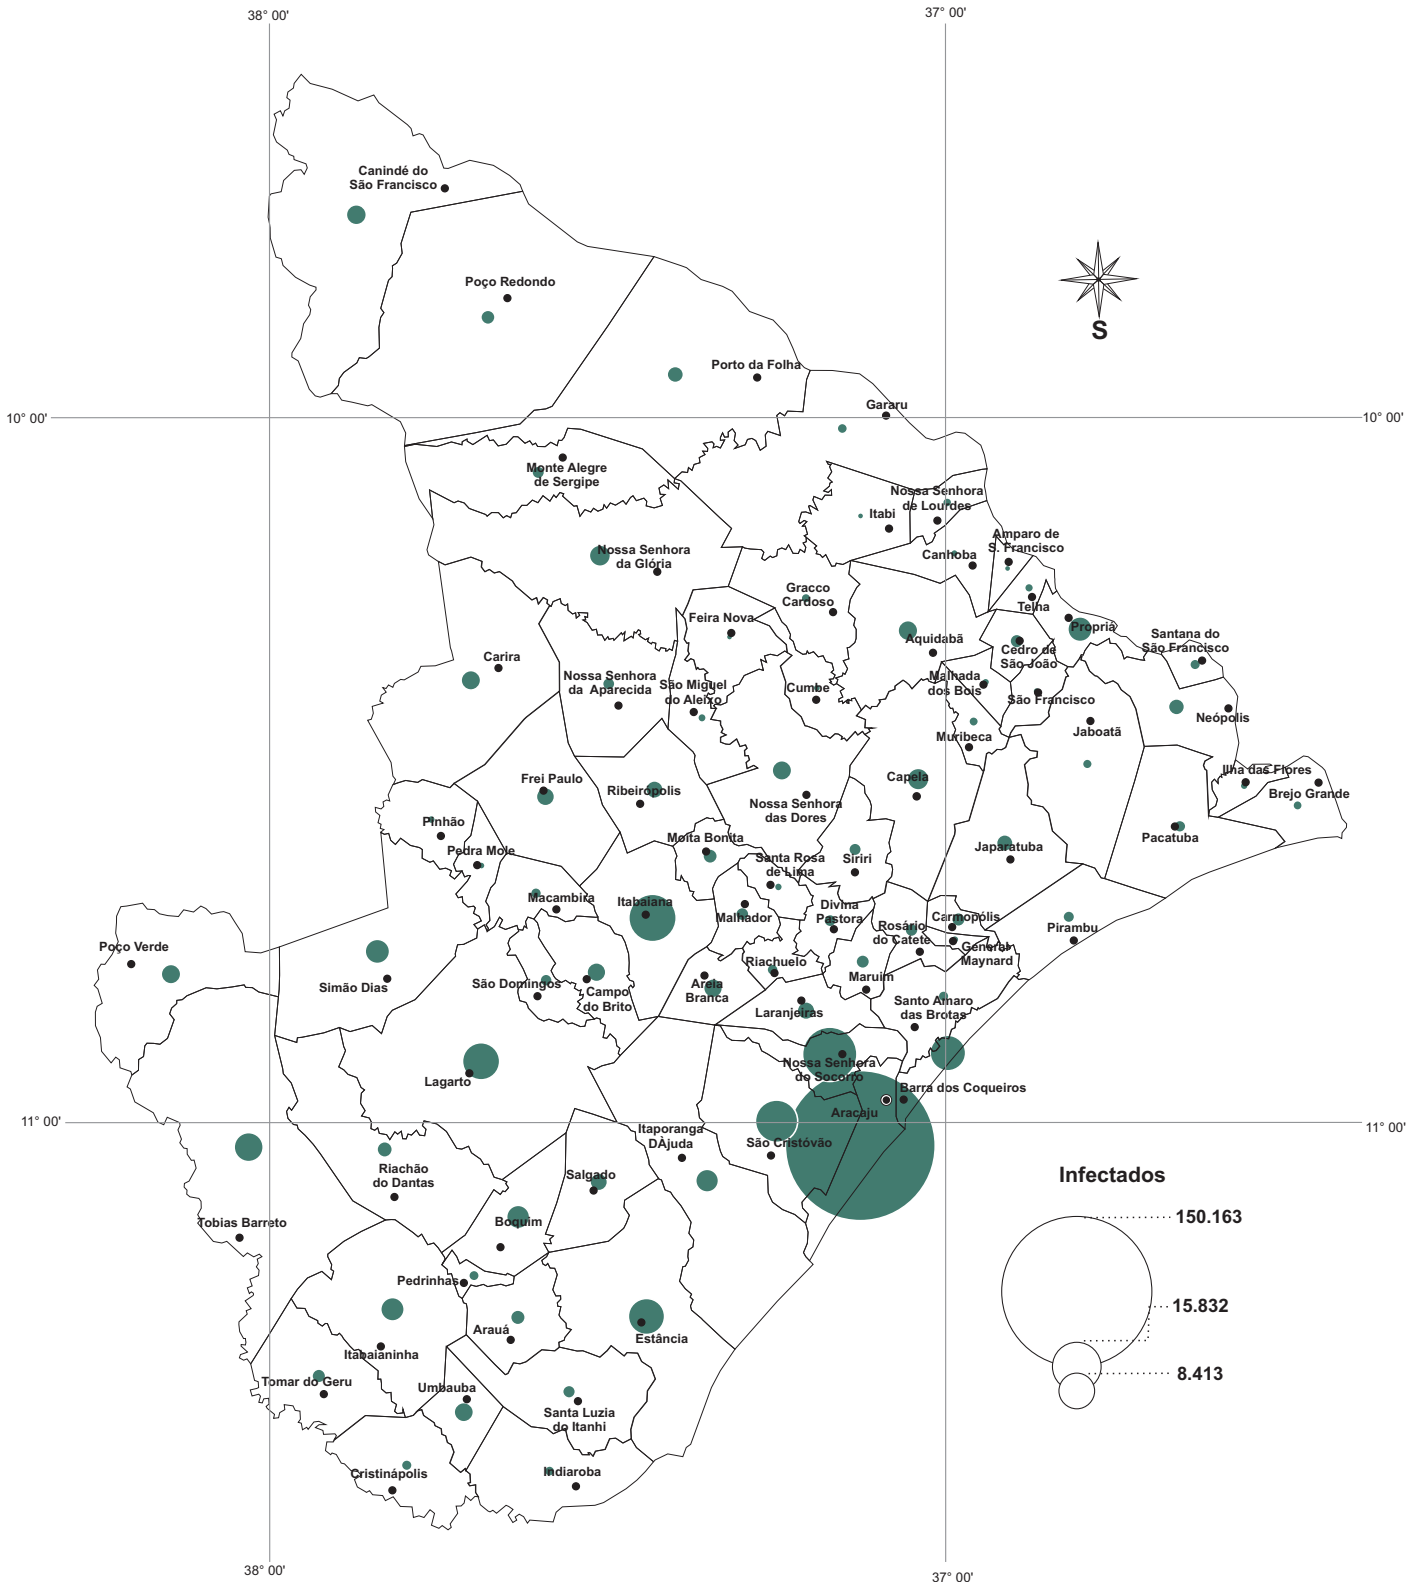 38° 00'
37° 00'
Canindé do
São Francisco
Poço Redondo
S
Porto da Folha
Gararu
10° 00'
10° 00'
Monte Alegre
de Sergipe
Nossa Senhora
de Lourdes
Itabi
Nossa Senhora
da Glória
Canhoba
Amparo de
S. Francisco
Gracco
Cardoso
Telha
Feira Nova
Propriá
Aquidabã
Cedro de
São João
Santana do
São Francisco
Carira
Nossa Senhora
da Aparecida
São Miguel
do Aleixo
Cumbe
Malhada
dos Bois
São Francisco
Neópolis
Muribeca
Jaboatã
Frei Paulo
Ribeirópolis
Capela
Ilha das Flores
Brejo Grande
Nossa Senhora
das Dores
Pinhão
Moita Bonita
Pacatuba
Pedra Mole
Santa Rosa
de Lima
Siriri
Japaratuba
Macambira
Itabaiana
Malhador
Divina
Pastora
Rosário
do Catete
Carmopólis
Pirambu
General
Maynard
Poço Verde
Simão Dias
São Domingos
Campo
do Brito
Areia
Branca
Riachuelo
Maruim
Laranjeiras
Santo Amaro
das Brotas
Nossa Senhora
do Socorro
Lagarto
Barra dos Coqueiros
Aracaju
11° 00'
11° 00'
Itaporanga
DÀjuda
São Cristóvão
Riachão
do Dantas
Salgado
Infectados
Tobias Barreto
Boquim
150.163
Pedrinhas
15.832
Arauá
Estância
Itabaianinha
8.413
Tomar do Geru
Umbauba
Santa Luzia
do Itanhi
Cristinápolis
Indiaroba
38° 00'
37° 00'